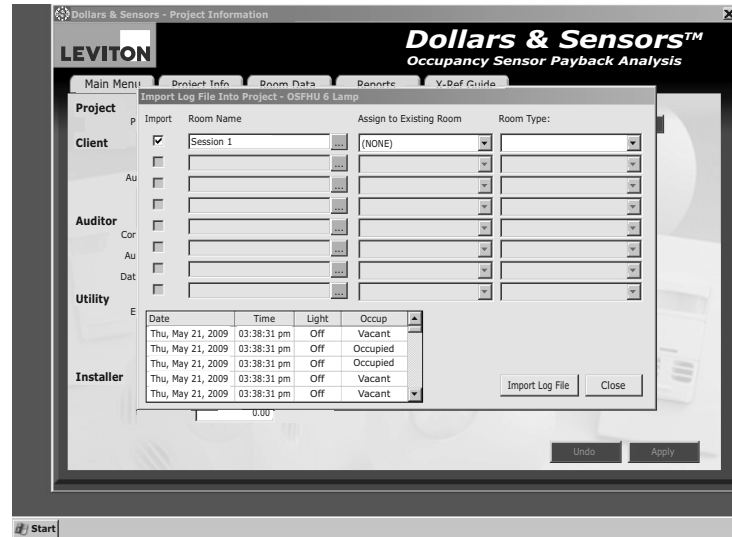 Dollars & Sensors - Project Information
LEVITON
Dollars & Sensors™
Occupancy Sensor Payback Analysis
Main Menu Project Info Room Data Reports X-Ref Guide
Import Log File Into Project - OSFHU 6 Lamp
Project
P
Client
Au
Auditor
Cor
Au
Dat
Utility
E
Installer
Import Room Name Assign to Existing Room Room Type:
Session 1 ... (NONE)
...
...
...
...
...
...
...
Date Time Light Occup
Thu, May 21, 2009 03:38:31 pm Off Vacant
Thu, May 21, 2009 03:38:31 pm Off Occupied
Thu, May 21, 2009 03:38:31 pm Off Occupied
Thu, May 21, 2009 03:38:31 pm Off Vacant
Thu, May 21, 2009 03:38:31 pm Off Vacant
Import Log File Close
0.00
Undo Apply
Start